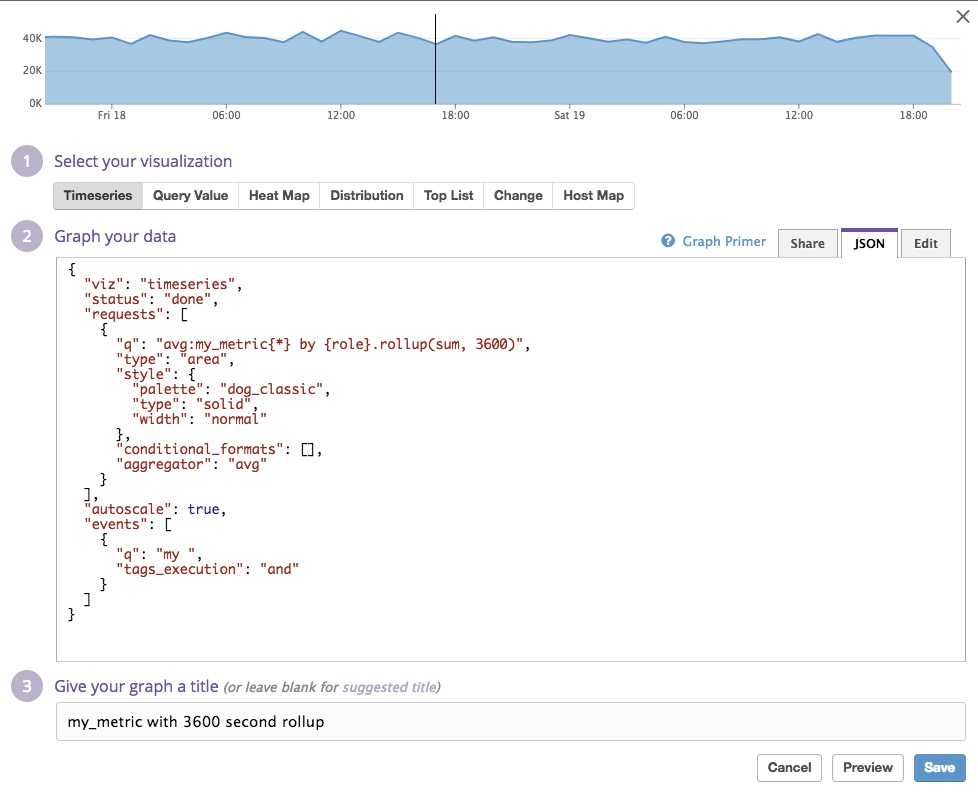 40K
20K
0K
Fri 18 06:00 12:00 18:00 Sat 19 06:00 12:00 18:00
1 Select your visualization
Timeseries Query Value Heat Map Distribution Top List Change Host Map
2 Graph your data
? Graph Primer Share JSON Edit
{
  "viz": "timeseries",
  "status": "done",
  "requests": [
    {
      "q": "avg:my_metric{*} by {role}.rollup(sum, 3600)",
      "type": "area",
      "style": {
        "palette": "dog_classic",
        "type": "solid",
        "width": "normal"
      },
      "conditional_formats": [],
      "aggregator": "avg"
    }
  ],
  "autoscale": true,
  "events": [
    {
      "q": "my ",
      "tags_execution": "and"
    }
  ]
}
3 Give your graph a title (or leave blank for suggested title)
my_metric with 3600 second rollup
Cancel Preview Save